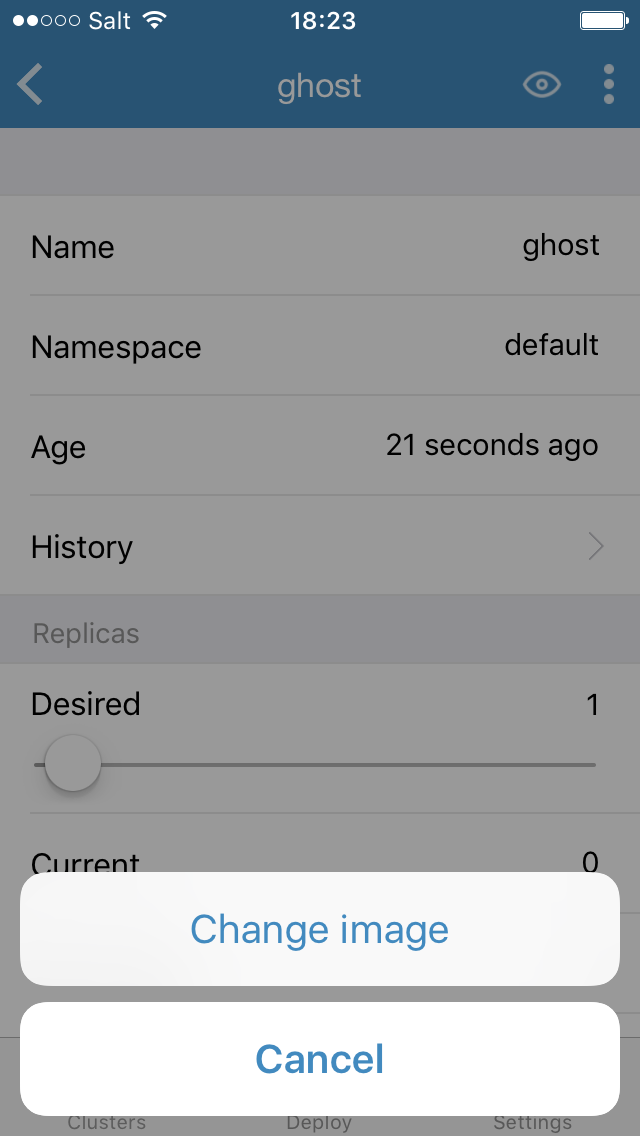 Salt 18:23
ghost
Name ghost
Namespace default
Age 21 seconds ago
History
Replicas
Desired 1
Current 0
Change image
Cancel
Clusters Deploy Settings